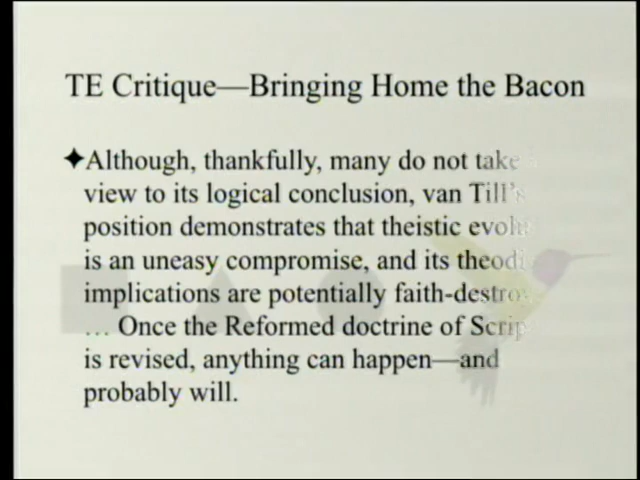 TE Critique—Bringing Home the Bacon
✦Although, thankfully, many do not take
view to its logical conclusion, van Till's
position demonstrates that theistic
is an uneasy compromise, and its
implications are potentially
… Once the Reformed doctrine of
is revised, anything can happen—and
probably will.